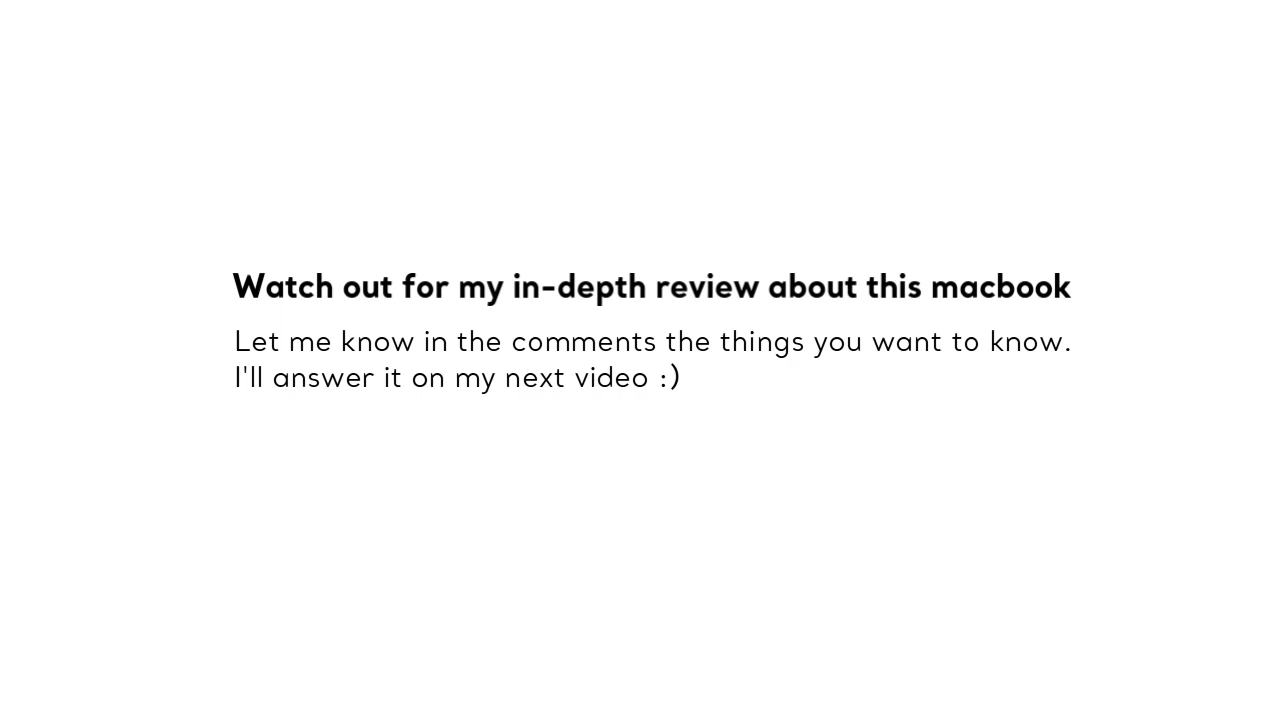 Watch out for my in-depth review about this macbook
Let me know in the comments the things you want to know.
I'll answer it on my next video :)